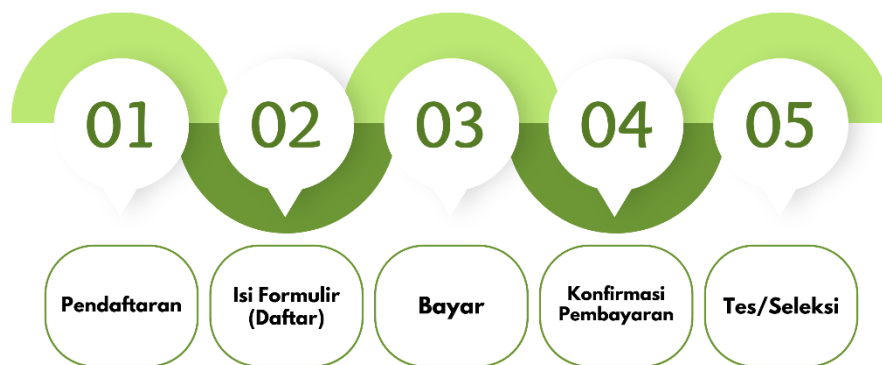 01
02
03
04
05
Pendaftaran
Isi Formulir
(Daftar)
Bayar
Konfirmasi
Pembayaran
Tes/Seleksi